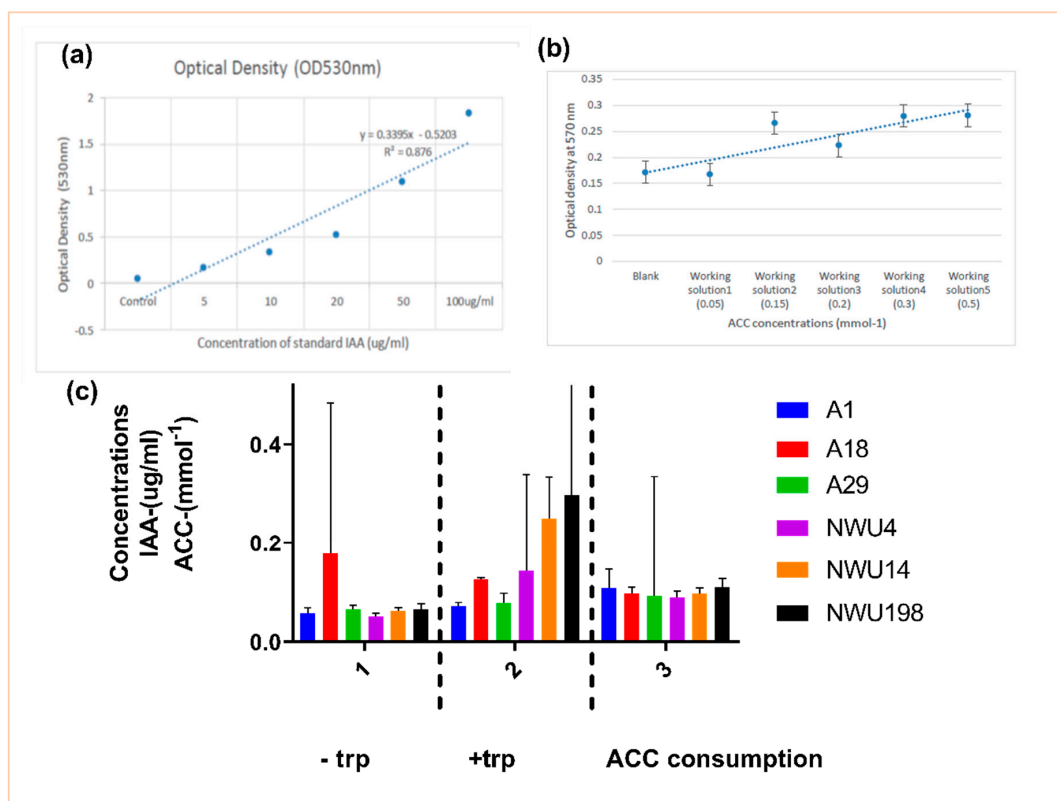 (a)
Optical Density (OD530nm)
2
1.5
1
0.5
0
-0.5
y = 0.3395x - 0.5203
R² = 0.876
Optical Density (530nm)
Control 5 10 20 50 100ug/ml
Concentration of standard IAA (ug/ml)
(b)
0.35
0.3
0.25
0.2
0.15
0.1
0.05
0
Optical density at 570 nm
Blank Working Working Working Working Working
solution1 solution2 solution3 solution4 solution5
(0.05) (0.15) (0.2) (0.3) (0.5)
ACC concentrations (mmol-1)
(c)
Concentrations
IAA-(ug/ml)
ACC-(mmol⁻¹)
0.4
0.2
0.0
1 2 3
- trp +trp ACC consumption
A1
A18
A29
NWU4
NWU14
NWU198